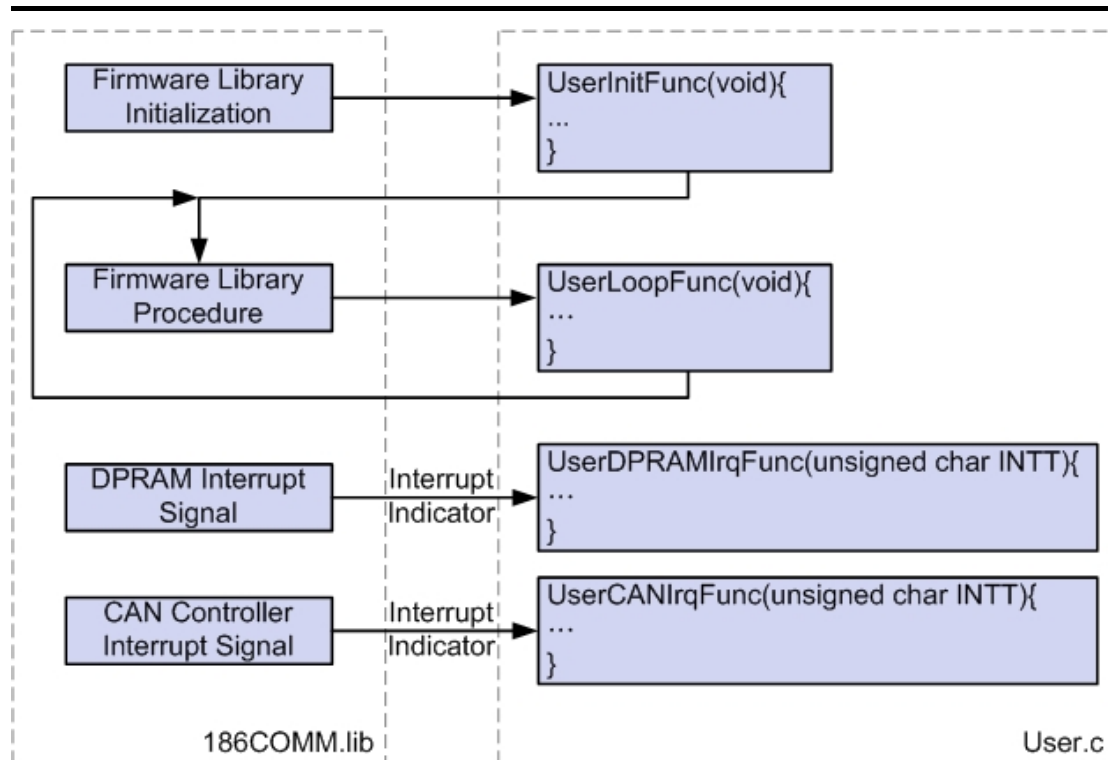 Firmware Library
Initialization
UserInitFunc(void){
...
}
Firmware Library
Procedure
UserLoopFunc(void){
...
}
DPRAM Interrupt
Signal
Interrupt
Indicator
UserDPRAMIrqFunc(unsigned char INTT){
...
}
CAN Controller
Interrupt Signal
Interrupt
Indicator
UserCANIrqFunc(unsigned char INTT){
...
}
186COMM.lib
User.c